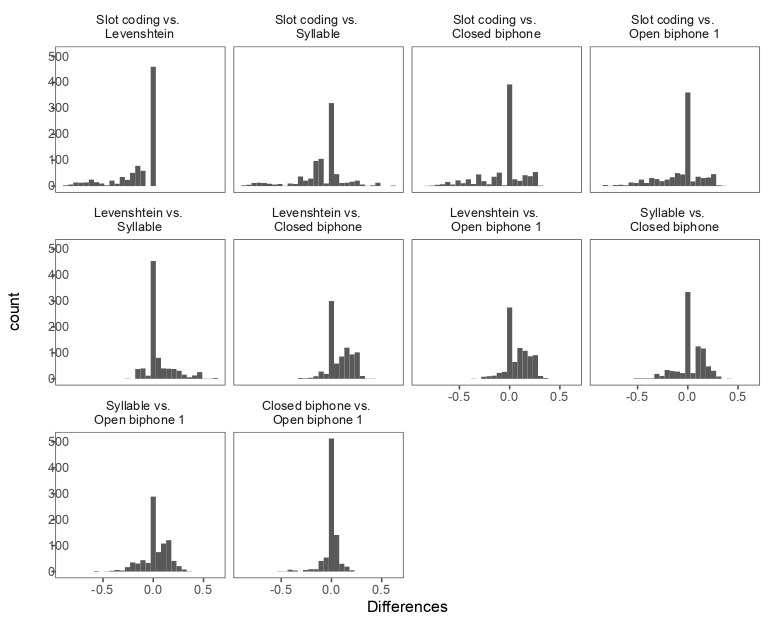 Slot coding vs. Slot coding vs. Slot coding vs. Slot coding vs.
Levenshtein Syllable Closed biphone Open biphone 1
500
400
300
200
100
0
Levenshtein vs. Levenshtein vs. Levenshtein vs. Syllable vs.
Syllable Closed biphone Open biphone 1 Closed biphone
500
400
300
200
100
0
-0.5 0.0 0.5 -0.5 0.0 0.5
count
Syllable vs. Closed biphone vs.
Open biphone 1 Open biphone 1
500
400
300
200
100
0
-0.5 0.0 0.5 -0.5 0.0 0.5
Differences